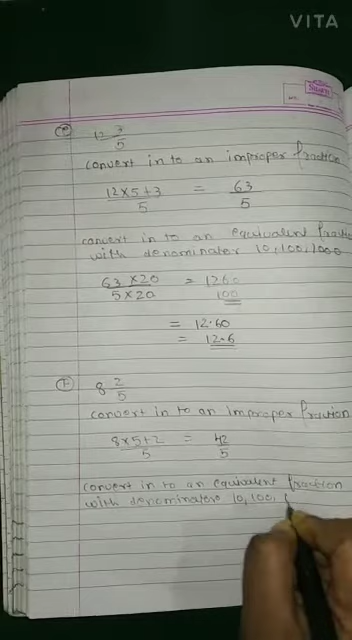 VITA
(e) 12 3/5
convert in to an improper fraction
12×5+3/5 = 63/5
convert in to an equivalent fractio
with denominator 10,100,1000
63×20/5×20 = 1260/100
= 12.60
= 12.6
(f) 8 2/5
convert in to an improper fraction
8×5+2/5 = 42/5
convert in to an equivalent fraction
with denominators 10,100,